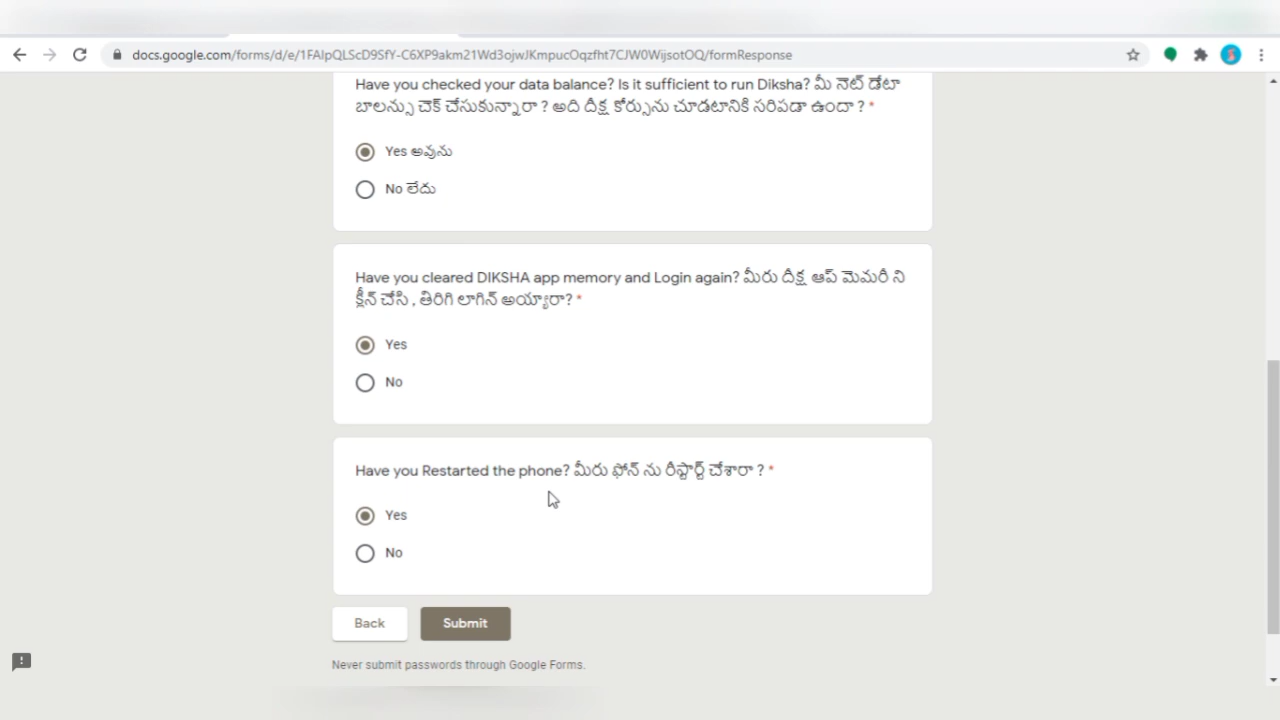 docs.google.com/forms/d/e/1FAIpQLScD9SfY-C6XP9akm21Wd3ojwJKmpucOqzfht7CJW0WijsotOQ/formResponse
Have you checked your data balance? Is it sufficient to run Diksha? మీ నెట్ డేటా
బాలన్సు చెక్ చేసుకున్నారా ? అది దీక్ష కోర్సును చూడటానికి సరిపడా ఉందా ? *
Yes అవును
No లేదు
Have you cleared DIKSHA app memory and Login again? మీరు దీక్ష ఆప్ మెమరీ ని
క్లీన్ చేసి , తిరిగి లాగిన్ అయ్యారా? *
Yes
No
Have you Restarted the phone? మీరు ఫోన్ ను రీస్టార్ట్ చేశారా ? *
Yes
No
Back Submit
Never submit passwords through Google Forms.